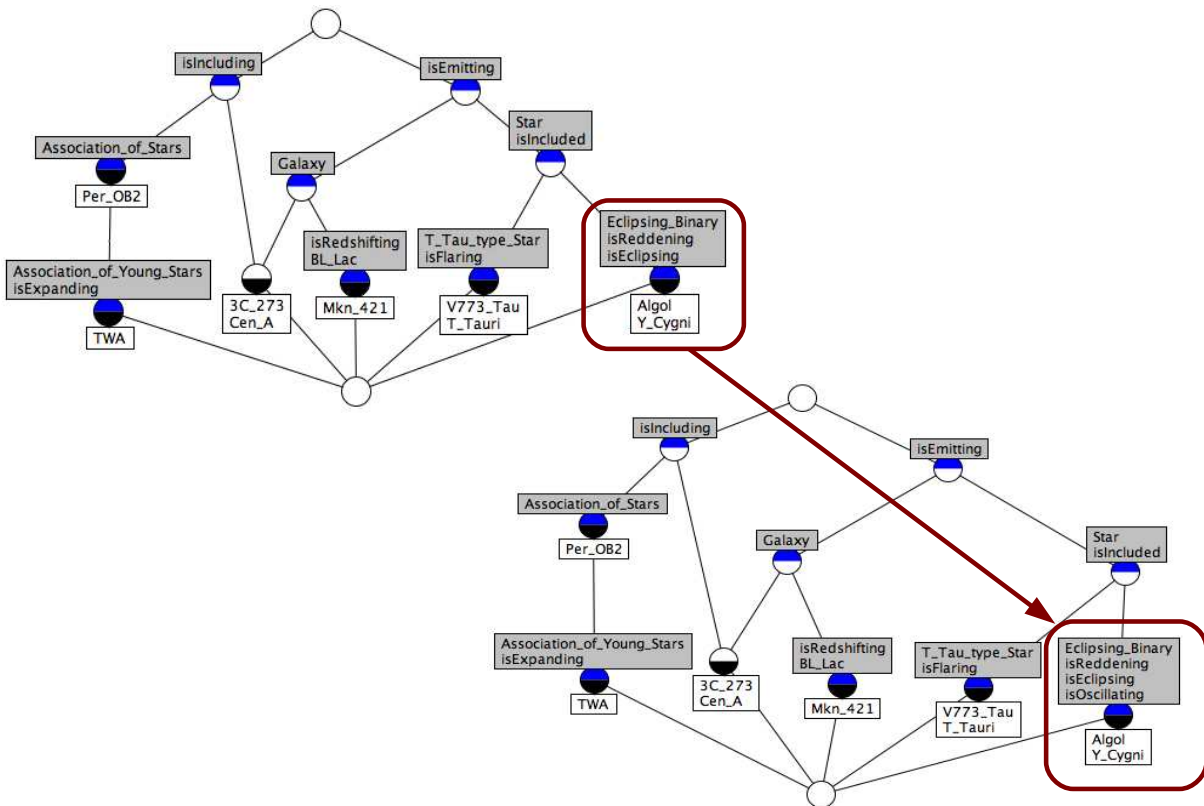 isIncluding
isEmitting
Star
isIncluded
Association_of_Stars
Galaxy
Per_OB2
Eclipsing_Binary
isReddening
isEclipsing
isRedshifting
BL_Lac
T_Tau_type_Star
isFlaring
Association_of_Young_Stars
isExpanding
3C_273
Cen_A
Mkn_421
V773_Tau
T_Tauri
Algol
Y_Cygni
TWA
isIncluding
isEmitting
Association_of_Stars
Galaxy
Star
isIncluded
Per_OB2
Association_of_Young_Stars
isExpanding
isRedshifting
BL_Lac
T_Tau_type_Star
isFlaring
Eclipsing_Binary
isReddening
isEclipsing
isOscillating
3C_273
Cen_A
TWA
Mkn_421
V773_Tau
T_Tauri
Algol
Y_Cygni